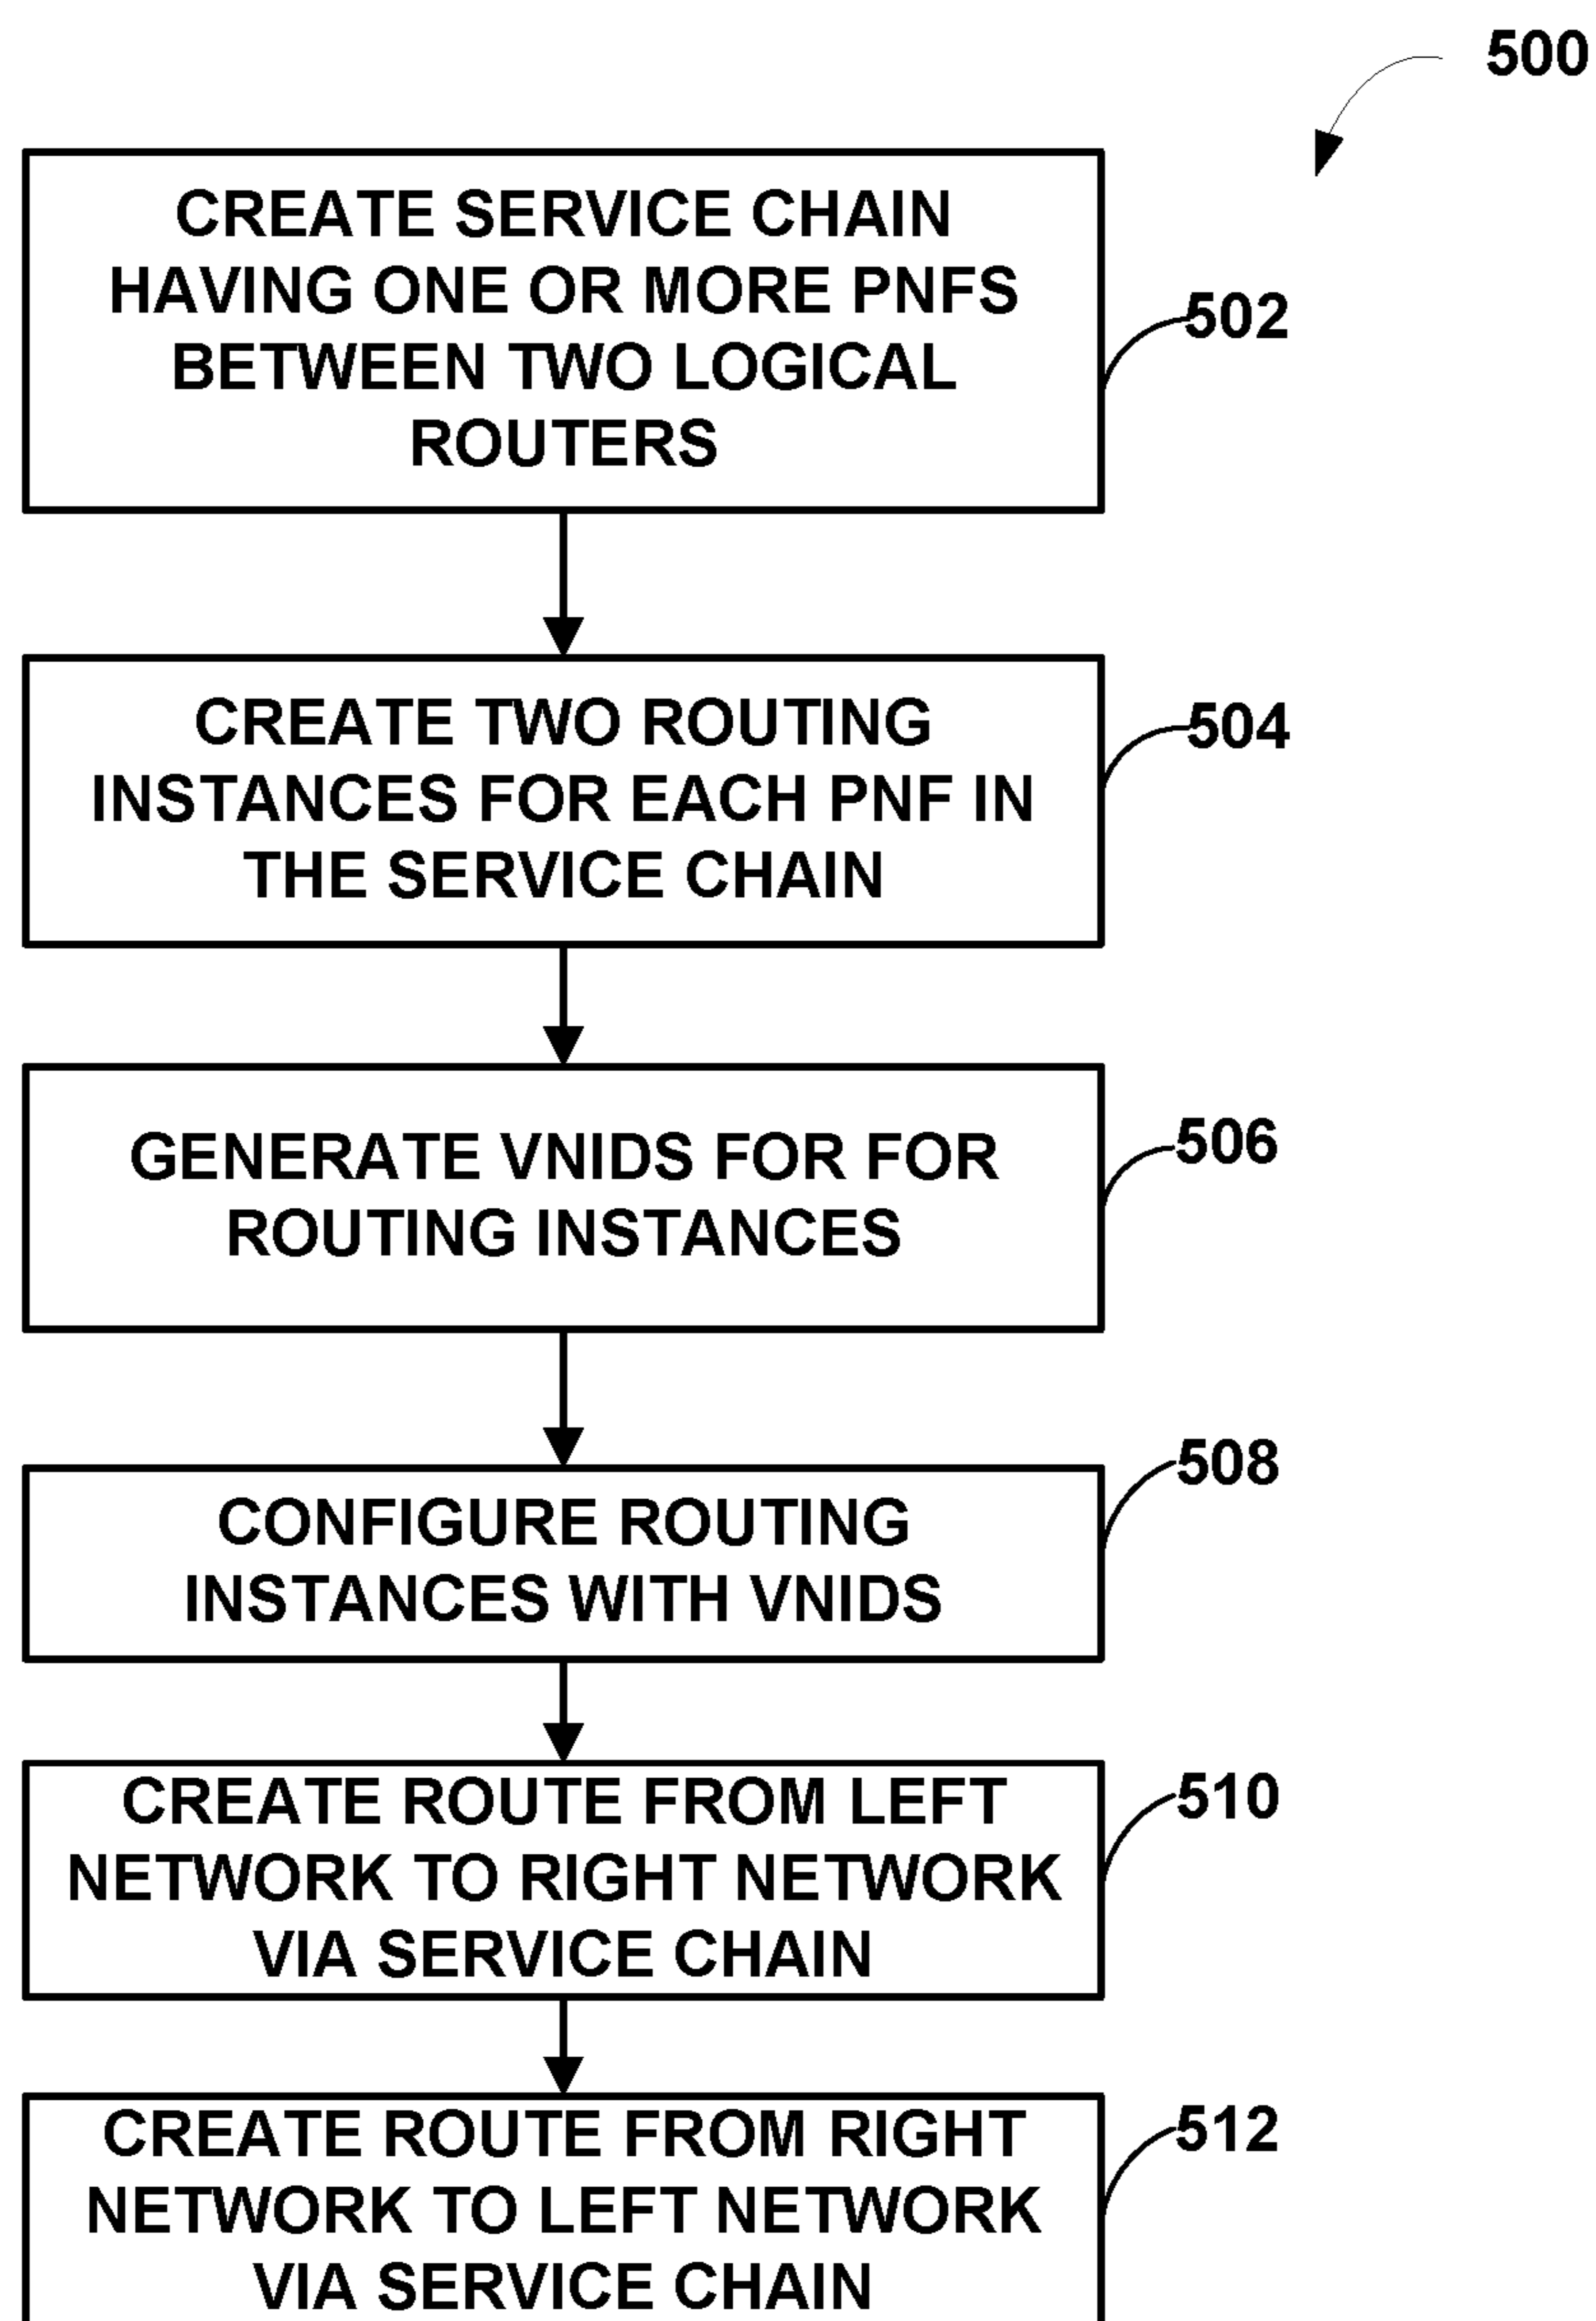 500
CREATE SERVICE CHAIN
HAVING ONE OR MORE PNFS
BETWEEN TWO LOGICAL
ROUTERS
502
CREATE TWO ROUTING
INSTANCES FOR EACH PNF IN
THE SERVICE CHAIN
504
GENERATE VNIDS FOR FOR
ROUTING INSTANCES
506
CONFIGURE ROUTING
INSTANCES WITH VNIDS
508
CREATE ROUTE FROM LEFT
NETWORK TO RIGHT NETWORK
VIA SERVICE CHAIN
510
CREATE ROUTE FROM RIGHT
NETWORK TO LEFT NETWORK
VIA SERVICE CHAIN
512